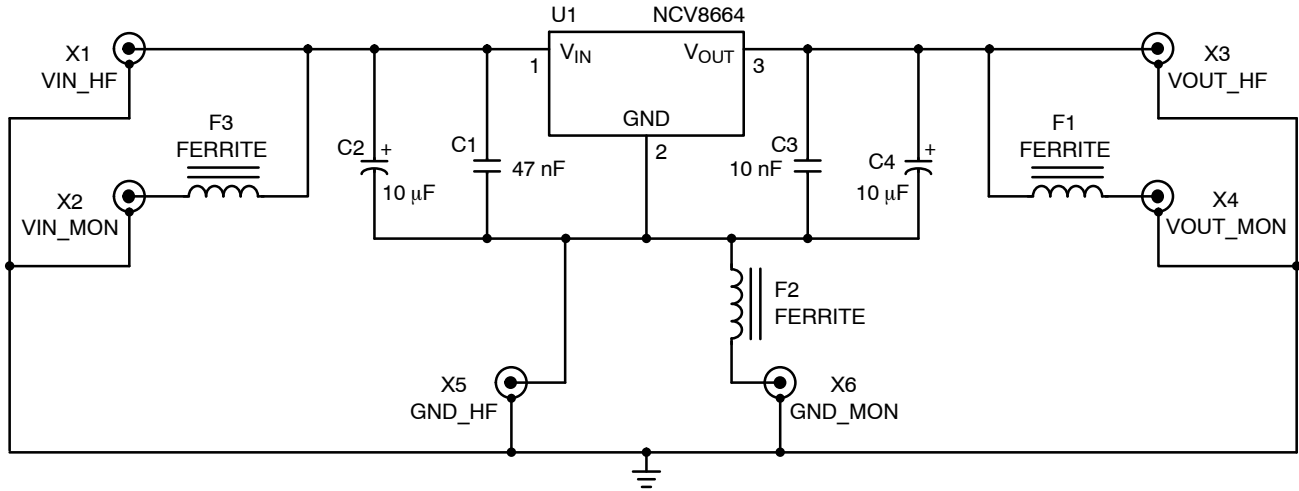 U1 NCV8664
X1
VIN_HF
V_IN
V_OUT
1
3
X3
VOUT_HF
GND
2
F3
FERRITE
C2
+
10 µF
C1
47 nF
C3
10 nF
C4
+
10 µF
F1
FERRITE
X2
VIN_MON
X4
VOUT_MON
F2
FERRITE
X5
GND_HF
X6
GND_MON